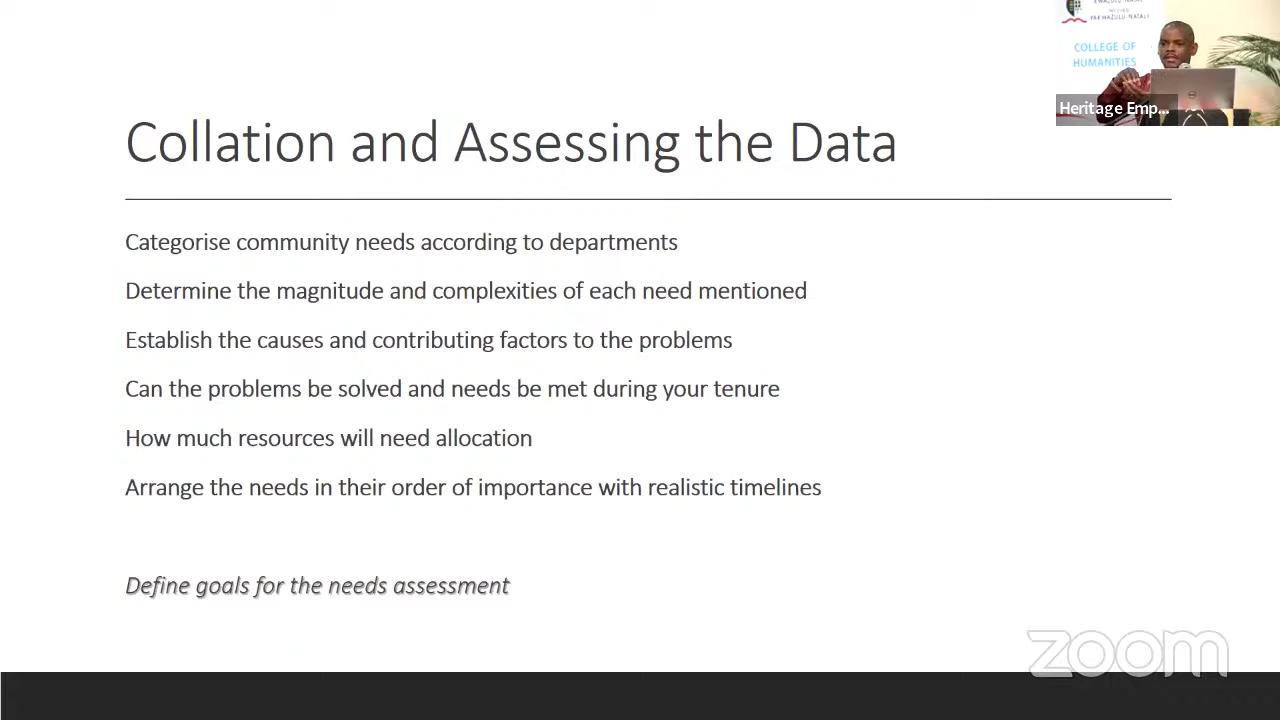 YAKWAZULU-NATALI
COLLEGE OF
HUMANITIES
Heritage Emp...
Collation and Assessing the Data
Categorise community needs according to departments
Determine the magnitude and complexities of each need mentioned
Establish the causes and contributing factors to the problems
Can the problems be solved and needs be met during your tenure
How much resources will need allocation
Arrange the needs in their order of importance with realistic timelines
Define goals for the needs assessment
zoom